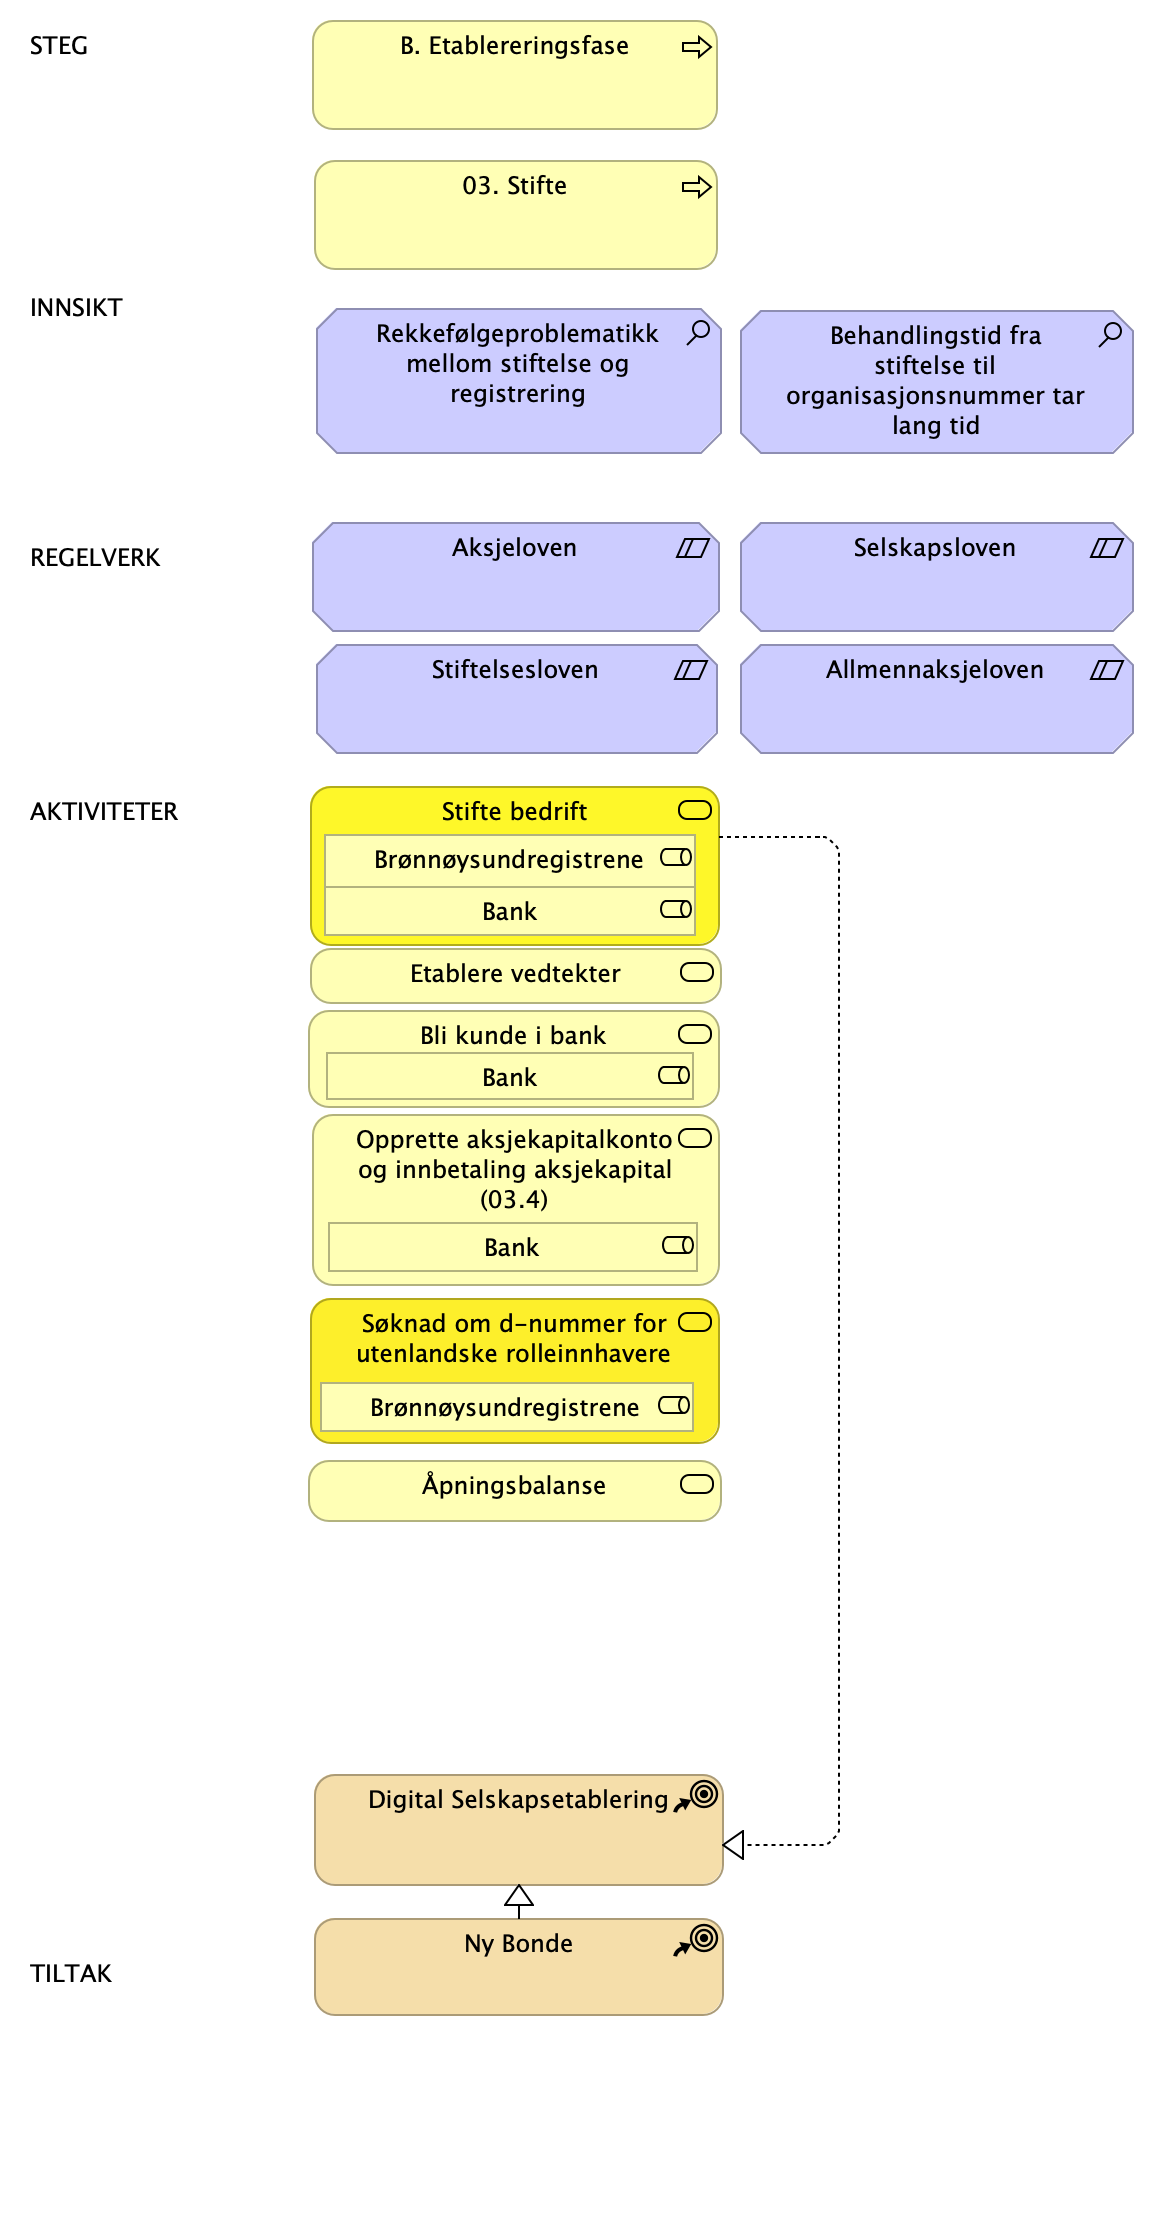 STEG
B. Etablereringsfase
03. Stifte
INNSIKT
Rekkefølgeproblematikk
mellom stiftelse og
registrering
Behandlingstid fra
stiftelse til
organisasjonsnummer tar
lang tid
REGELVERK
Aksjeloven
Selskapsloven
Stiftelsesloven
Allmennaksjeloven
AKTIVITETER
Stifte bedrift
Brønnøysundregistrene
Bank
Etablere vedtekter
Bli kunde i bank
Bank
Opprette aksjekapitalkonto
og innbetaling aksjekapital
(03.4)
Bank
Søknad om d-nummer for
utenlandske rolleinnhavere
Brønnøysundregistrene
Åpningsbalanse
Digital Selskapsetablering
Ny Bonde
TILTAK